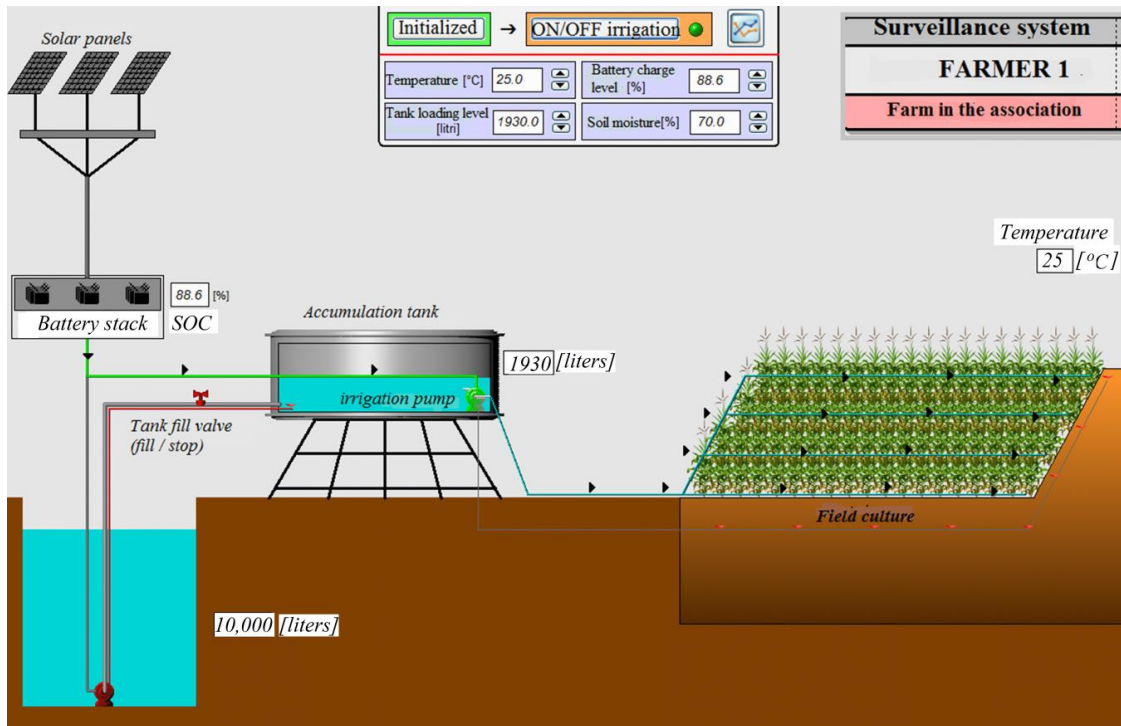 Solar panels
Initialized → ON/OFF irrigation
Temperature [°C] 25.0
Battery charge
level [%] 88.6
Tank loading level
[litri] 1930.0
Soil moisture[%] 70.0
Surveillance system
FARMER 1
Farm in the association
Temperature
25 [°C]
88.6 [%]
Battery stack SOC
Accumulation tank
1930 [liters]
irrigation pump
Tank fill valve
(fill / stop)
Field culture
10,000 [liters]